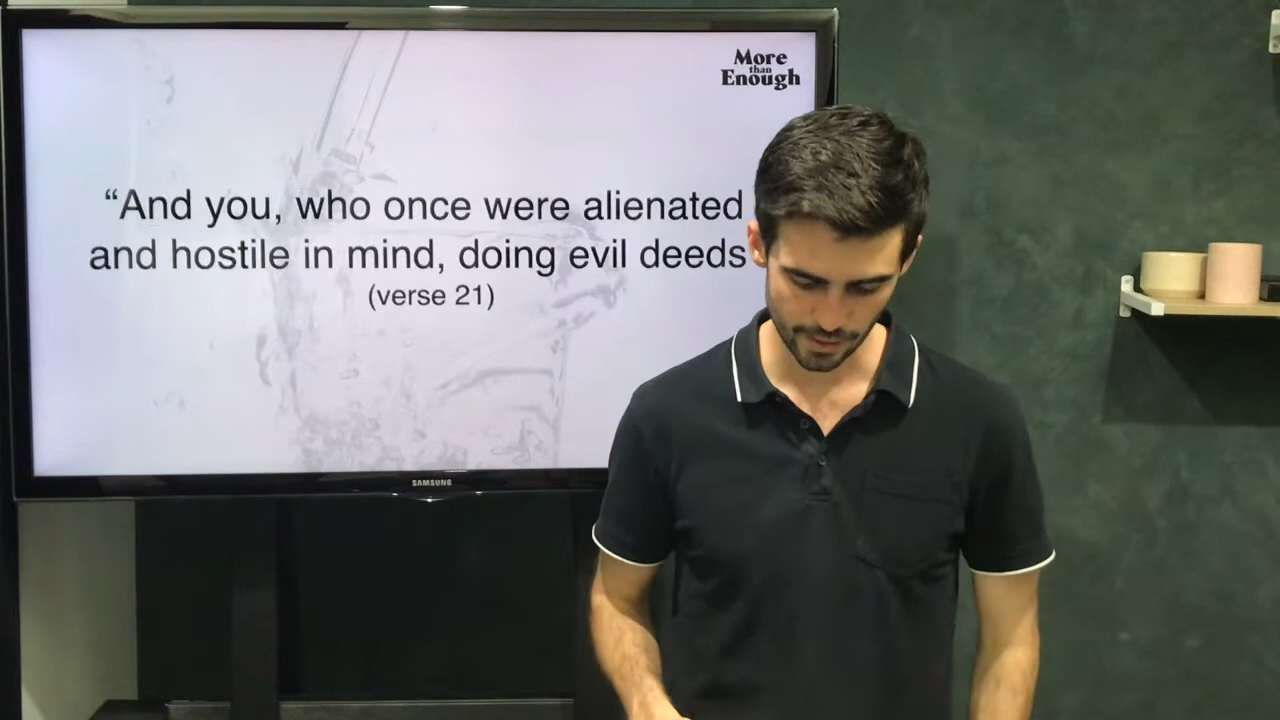 More
than
Enough
“And you, who once were alienated
and hostile in mind, doing evil deeds
(verse 21)
SAMSUNG